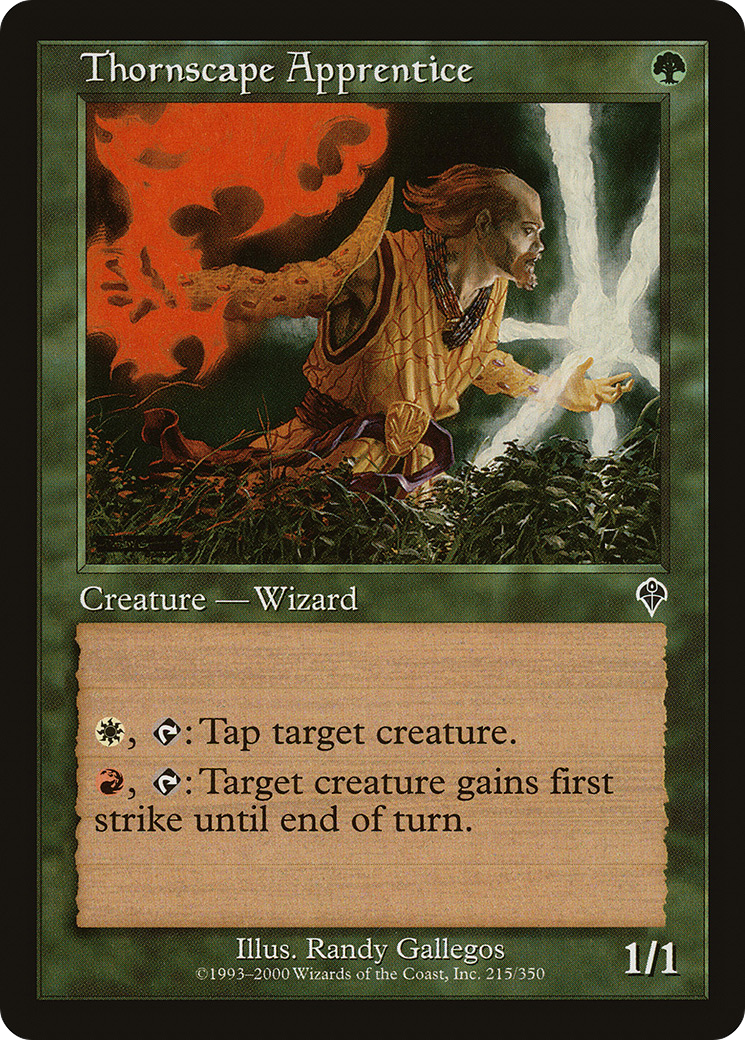 Thornscape Apprentice
Creature — Wizard
, : Tap target creature.
, : Target creature gains first
strike until end of turn.
Illus. Randy Gallegos
©1993–2000 Wizards of the Coast, Inc. 215/350
1/1